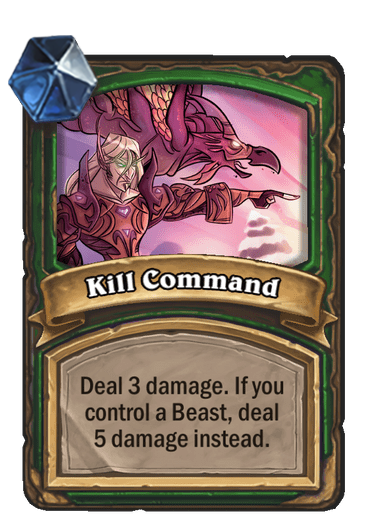 Kill Command
Deal 3 damage. If you
control a Beast, deal
5 damage instead.